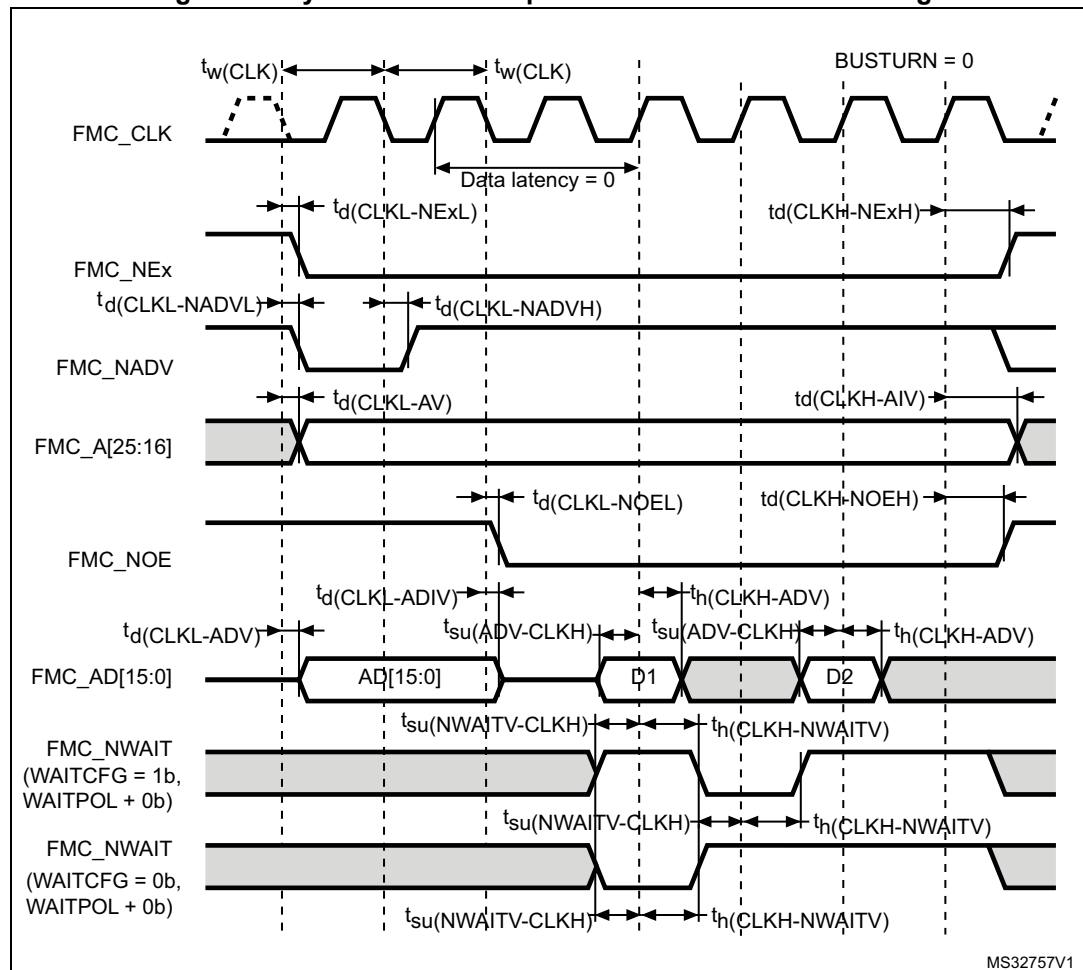 BUSTURN = 0
tw(CLK) tw(CLK)
FMC_CLK
Data latency = 0
td(CLKL-NExL) td(CLKH-NExH)
FMC_NEx
td(CLKL-NADVL) td(CLKL-NADVH)
FMC_NADV
td(CLKL-AV) td(CLKH-AIV)
FMC_A[25:16]
td(CLKL-NOEL) td(CLKH-NOEH)
FMC_NOE
td(CLKL-ADIV) th(CLKH-ADV)
td(CLKL-ADV) tsu(ADV-CLKH) tsu(ADV-CLKH) th(CLKH-ADV)
FMC_AD[15:0] AD[15:0] D1 D2
tsu(NWAITV-CLKH) th(CLKH-NWAITV)
FMC_NWAIT
(WAITCFG = 1b,
WAITPOL + 0b)
tsu(NWAITV-CLKH) th(CLKH-NWAITV)
FMC_NWAIT
(WAITCFG = 0b,
WAITPOL + 0b)
tsu(NWAITV-CLKH) th(CLKH-NWAITV)
MS32757V1